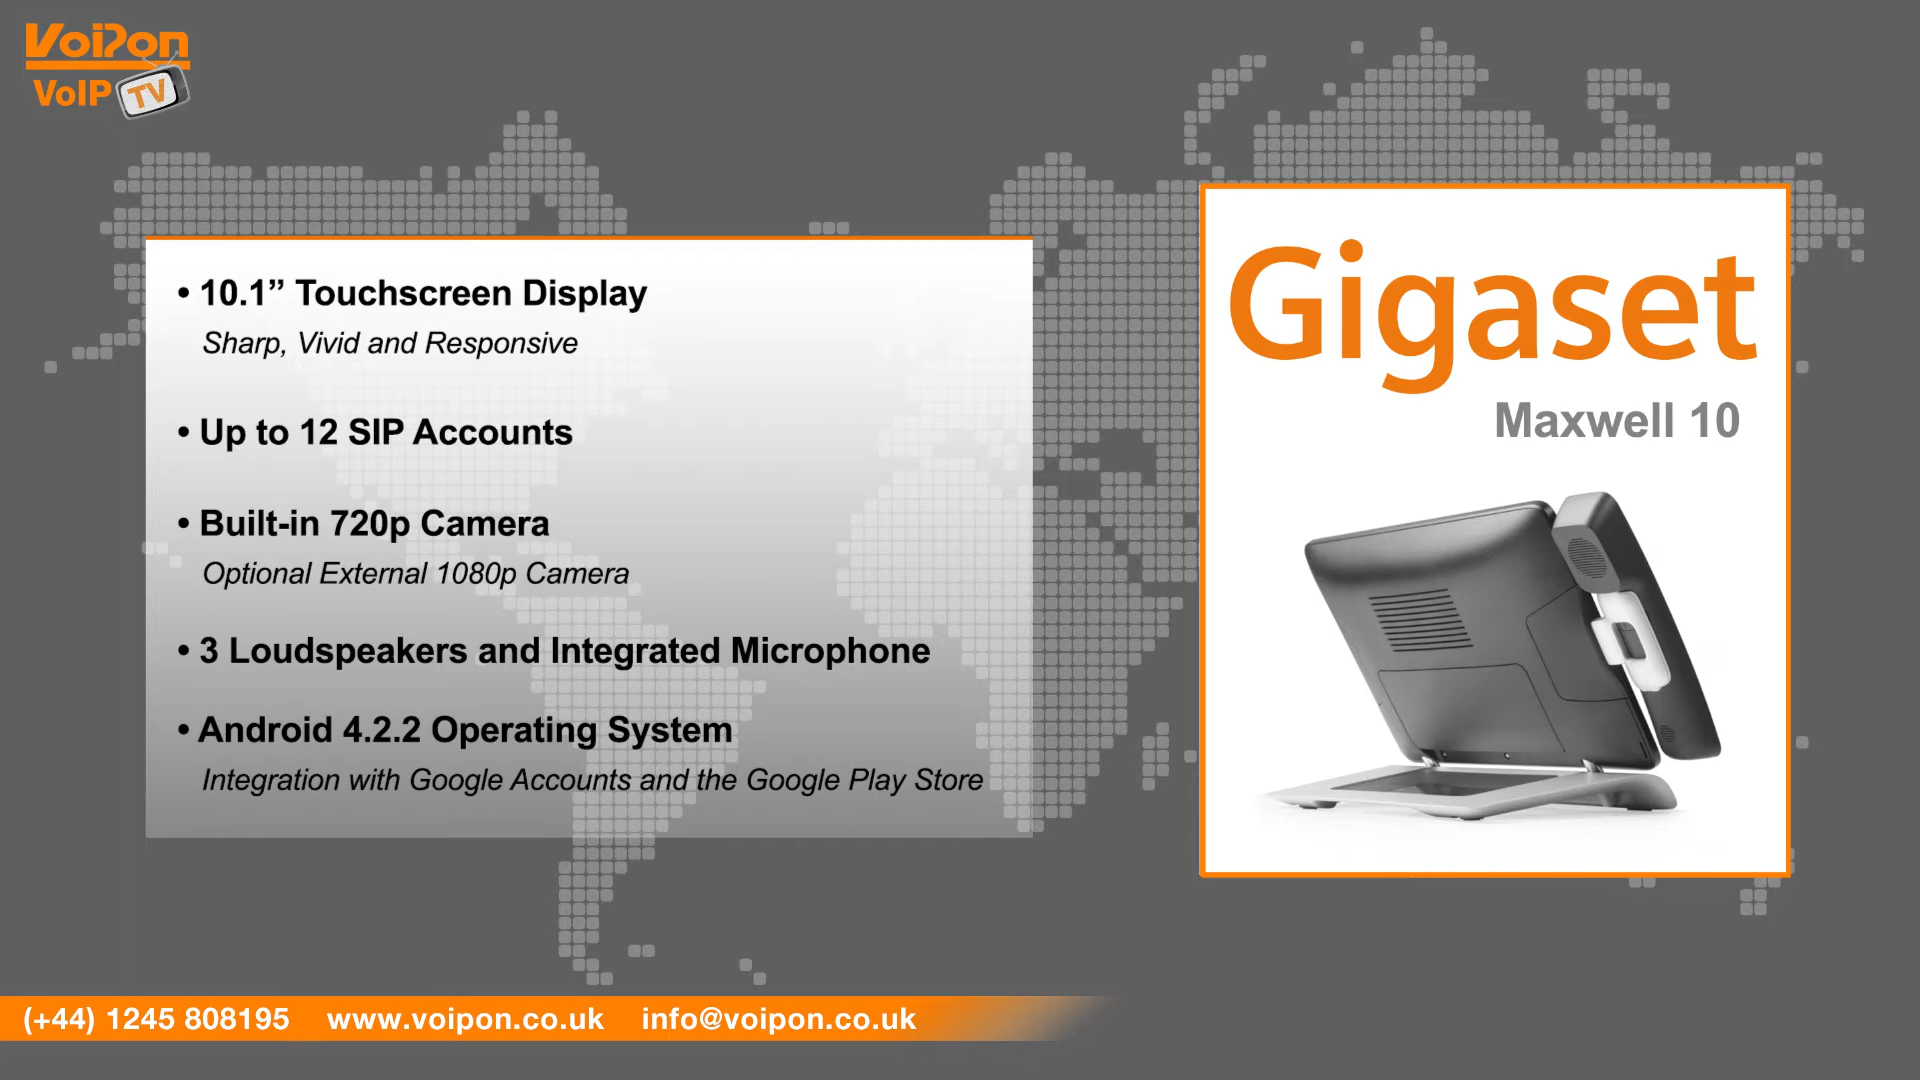 VoiPon
VoIP TV
• 10.1” Touchscreen Display
Sharp, Vivid and Responsive
• Up to 12 SIP Accounts
• Built-in 720p Camera
Optional External 1080p Camera
• 3 Loudspeakers and Integrated Microphone
• Android 4.2.2 Operating System
Integration with Google Accounts and the Google Play Store
Gigaset
Maxwell 10
(+44) 1245 808195 www.voipon.co.uk info@voipon.co.uk